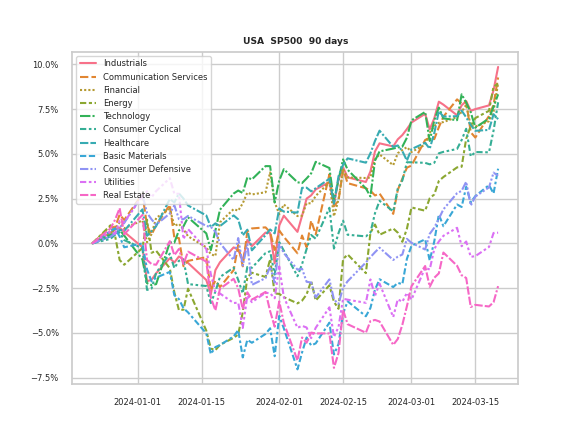 USA SP500 90 days
10.0%
7.5%
5.0%
2.5%
0.0%
−2.5%
−5.0%
−7.5%
Industrials
Communication Services
Financial
Energy
Technology
Consumer Cyclical
Healthcare
Basic Materials
Consumer Defensive
Utilities
Real Estate
2024-01-01 2024-01-15 2024-02-01 2024-02-15 2024-03-01 2024-03-15